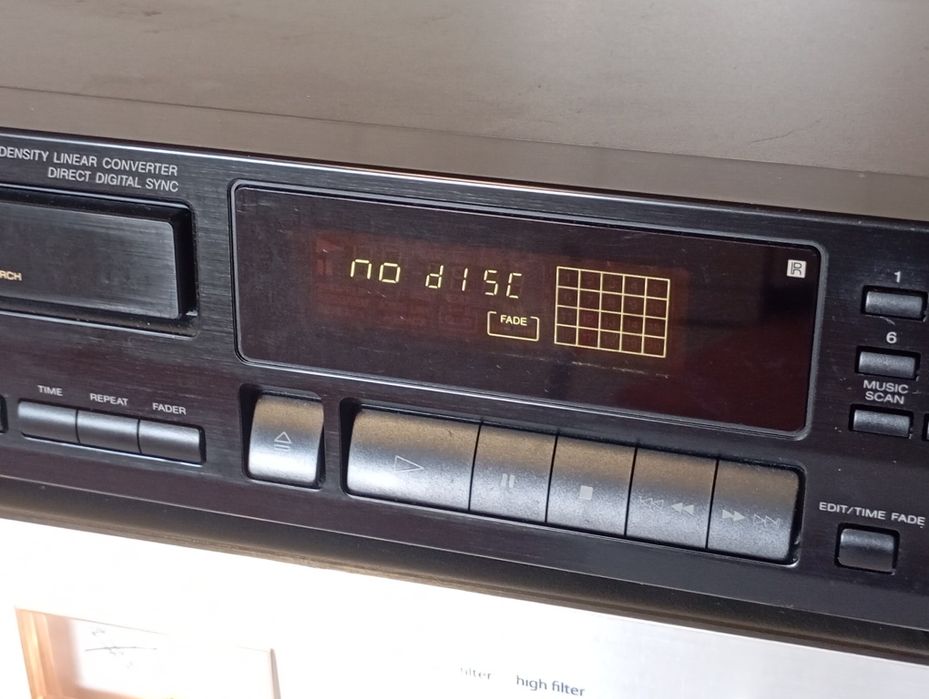 DENSITY LINEAR CONVERTER
DIRECT DIGITAL SYNC
RCH
no dISC
FADE
R
1
6
MUSIC
SCAN
TIME
REPEAT
FADER
EDIT/TIME FADE
high filter